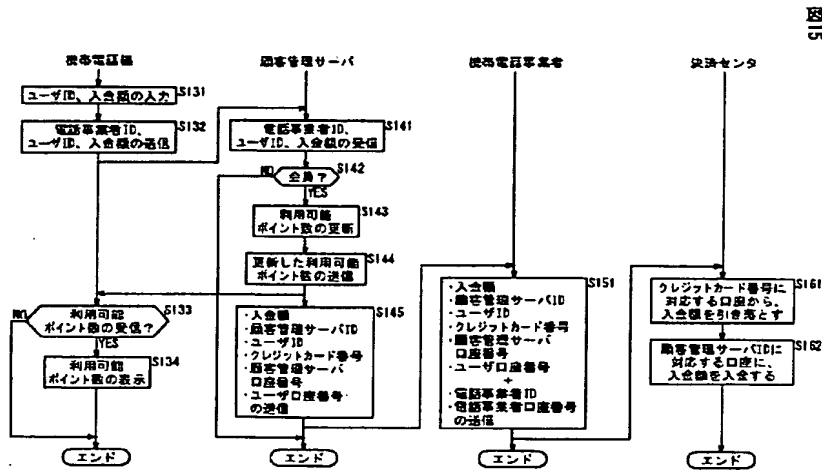 図15
携帯電話機
S131
ユーザID、入金額の入力
S132
電話事業者ID、
ユーザID、入金額の送信
S133
利用可能
ポイント数の受信？
NO
YES
S134
利用可能
ポイント数の表示
エンド
顧客管理サーバ
S141
電話事業者ID、
ユーザID、入金額の受信
S142
会員？
NO
YES
S143
利用可能
ポイント数の更新
S144
更新した利用可能
ポイント数の送信
S145
・入金額
・顧客管理サーバID
・ユーザID
・クレジットカード番号
・顧客管理サーバ
口座番号
・ユーザ口座番号
の送信
エンド
携帯電話事業者
S151
・入金額
・顧客管理サーバID
・ユーザID
・クレジットカード番号
・顧客管理サーバ
口座番号
・ユーザ口座番号
+
・電話事業者ID
・電話事業者口座番号
の送信
エンド
決済センタ
S161
クレジットカード番号に
対応する口座から、
入金額を引き落とす
S162
顧客管理サーバIDに
対応する口座に、
入金額を入金する
エンド